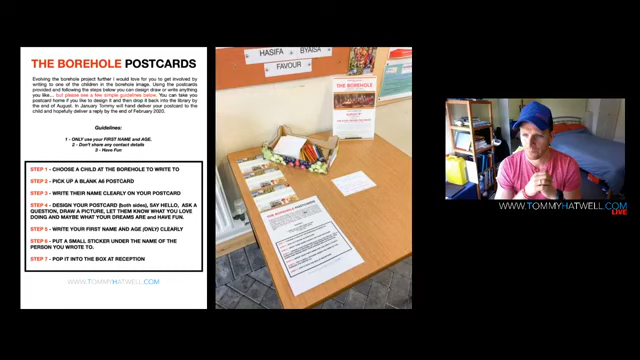 THE BOREHOLE POSTCARDS
Evolving the borehole project further I would love for you to get involved by
writing to one of the children in the borehole image. Using the postcards
provided and following the steps below you can design draw or write anything
you like... but please see a few simple guidelines below. You can take you
postcard home if you like to design it and then drop it back into the library by
the end of August. In January Tommy will hand deliver your postcard to the
child and hopefully deliver a reply by the end of February 2020.
Guidelines:
1 - ONLY use your FIRST NAME and AGE.
2 - Don't share any contact details
3 - Have Fun
STEP 1 - CHOOSE A CHILD AT THE BOREHOLE TO WRITE TO
STEP 2 - PICK UP A BLANK A6 POSTCARD
STEP 3 - WRITE THEIR NAME CLEARLY ON YOUR POSTCARD
STEP 4 - DESIGN YOUR POSTCARD (both sides), SAY HELLO, ASK A
QUESTION, DRAW A PICTURE, LET THEM KNOW WHAT YOU LOVE
DOING AND MAYBE WHAT YOUR DREAMS ARE and HAVE FUN.
STEP 5 - WRITE YOUR FIRST NAME AND AGE (ONLY) CLEARLY
STEP 6 - PUT A SMALL STICKER UNDER THE NAME OF THE
PERSON YOU WROTE TO.
STEP 7 - POP IT INTO THE BOX AT RECEPTION
WWW.TOMMYHATWELL.COM
HASIFA
BYAISA
FAVOUR
THE BOREHOLE
THE BOREHOLE POSTCARDS
WWW.TOMMYHATWELL.COM
LIVE